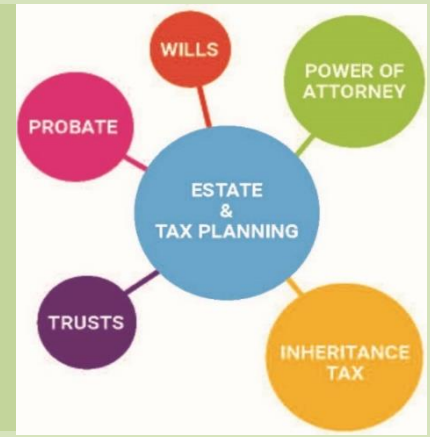 WILLS
POWER OF
ATTORNEY
PROBATE
ESTATE
&
TAX PLANNING
TRUSTS
INHERITANCE
TAX